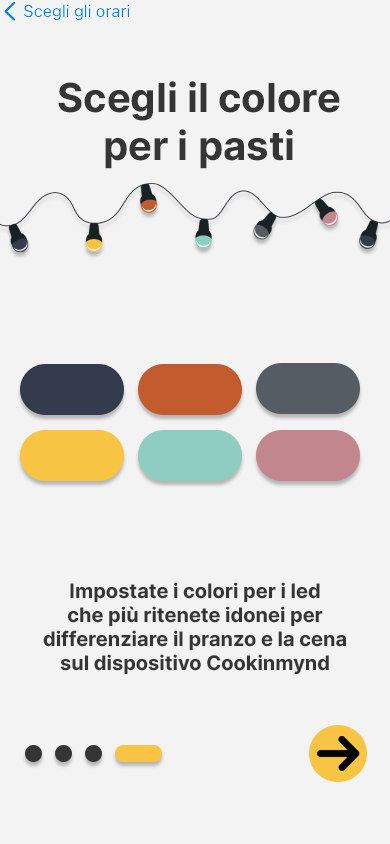 Scegli gli orari
Scegli il colore
per i pasti
Impostate i colori per i led
che più ritenete idonei per
differenziare il pranzo e la cena
sul dispositivo Cookinmynd